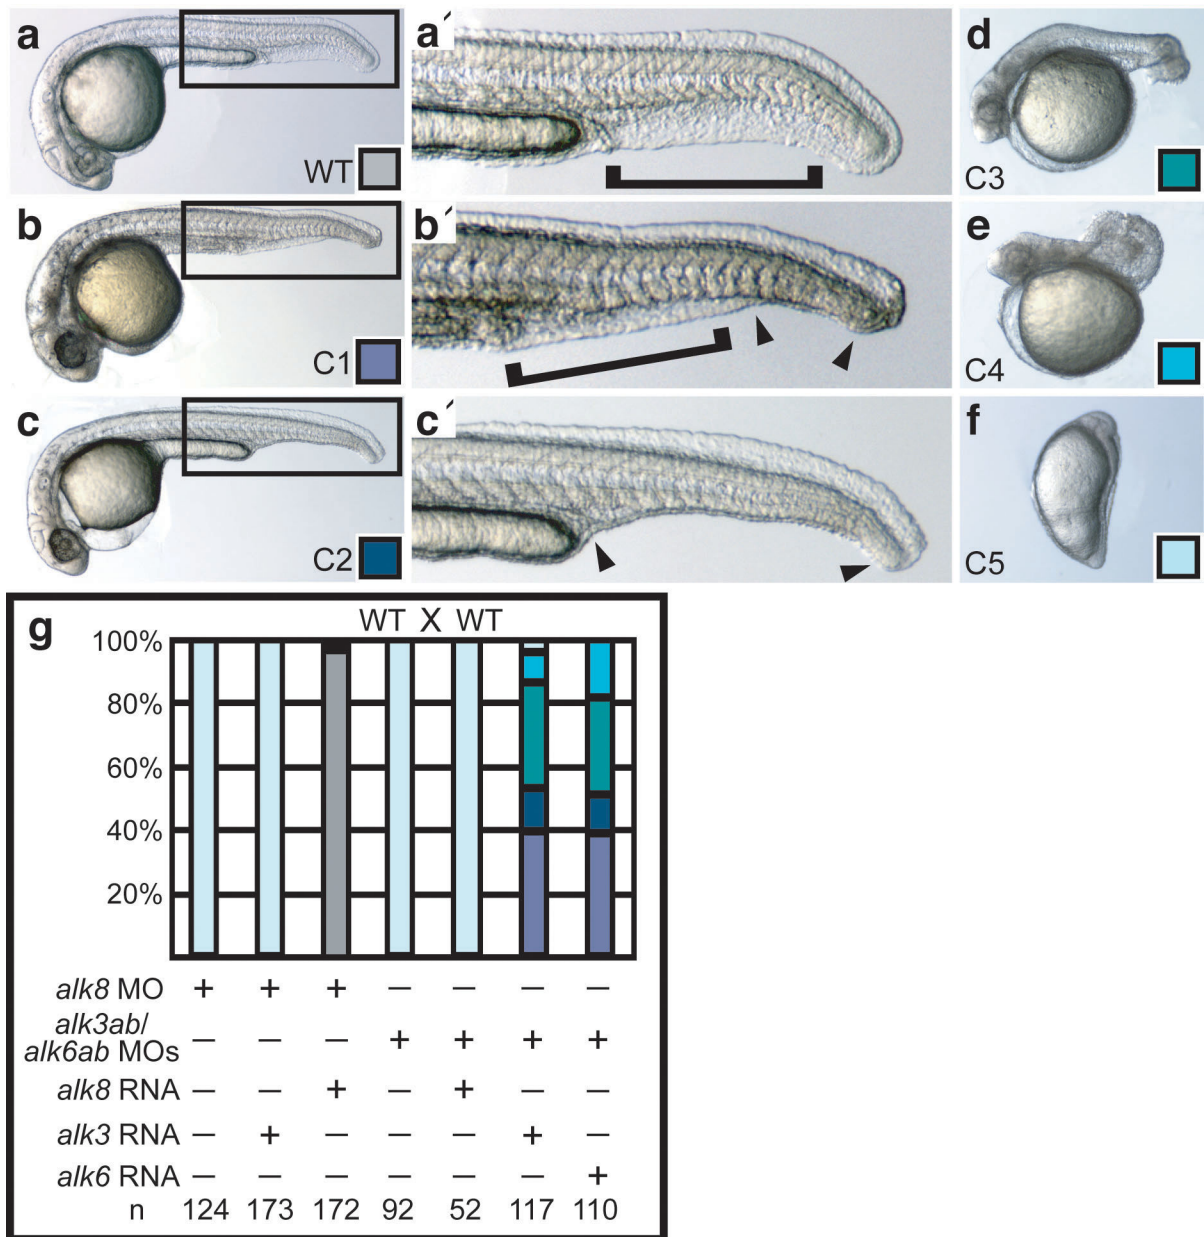 a
WT
a´
d
C3
b
C1
b´
e
C4
c
C2
c´
f
C5
g
WT X WT
100%
80%
60%
40%
20%
alk8 MO + + + – – – –
alk3ab/
alk6ab MOs – – – + + + +
alk8 RNA – – + – + – –
alk3 RNA – + – – – + –
alk6 RNA – – – – – – +
n 124 173 172 92 52 117 110